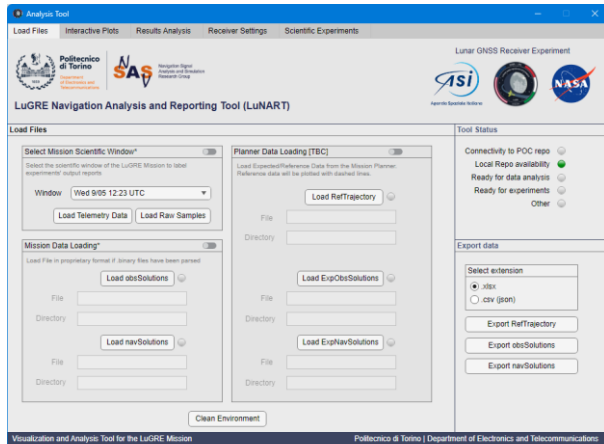 Analysis Tool
Load Files
Interactive Plots
Results Analysis
Receiver Settings
Scientific Experiments
Politecnico
di Torino
Department
of Electronics and
Telecommunications
NSAS
Navigation Signal
Analysis and Simulation
Research Group
Lunar GNSS Receiver Experiment
asi
Agenzia Spaziale Italiana
NASA
LuGRE Navigation Analysis and Reporting Tool (LuNART)
Load Files
Select Mission Scientific Window*
Select the scientific window of the LuGRE Mission to label
experiments/ output reports
Window
Wed 9/05 12:23 UTC
Load Telemetry Data
Load Raw Samples
Mission Data Loading*
Load File in proprietary format if .binary files have been parsed
Load obsSolutions
File
Directory
Load navSolutions
File
Directory
Planner Data Loading [TBC]
Load Expected/Reference Data from the Mission Planner.
Reference data will be plotted with dashed lines.
Load RefTrajectory
File
Directory
Load ExpObsSolutions
File
Directory
Load ExpNavSolutions
File
Directory
Clean Environment
Tool Status
Connectivity to POC repo
Local Repo availability
Ready for data analysis
Ready for experiments
Other
Export data
Select extension
.xlsx
.csv (json)
Export RefTrajectory
Export obsSolutions
Export navSolutions
Visualization and Analysis Tool for the LuGRE Mission
Politecnico di Torino | Department of Electronics and Telecommunications